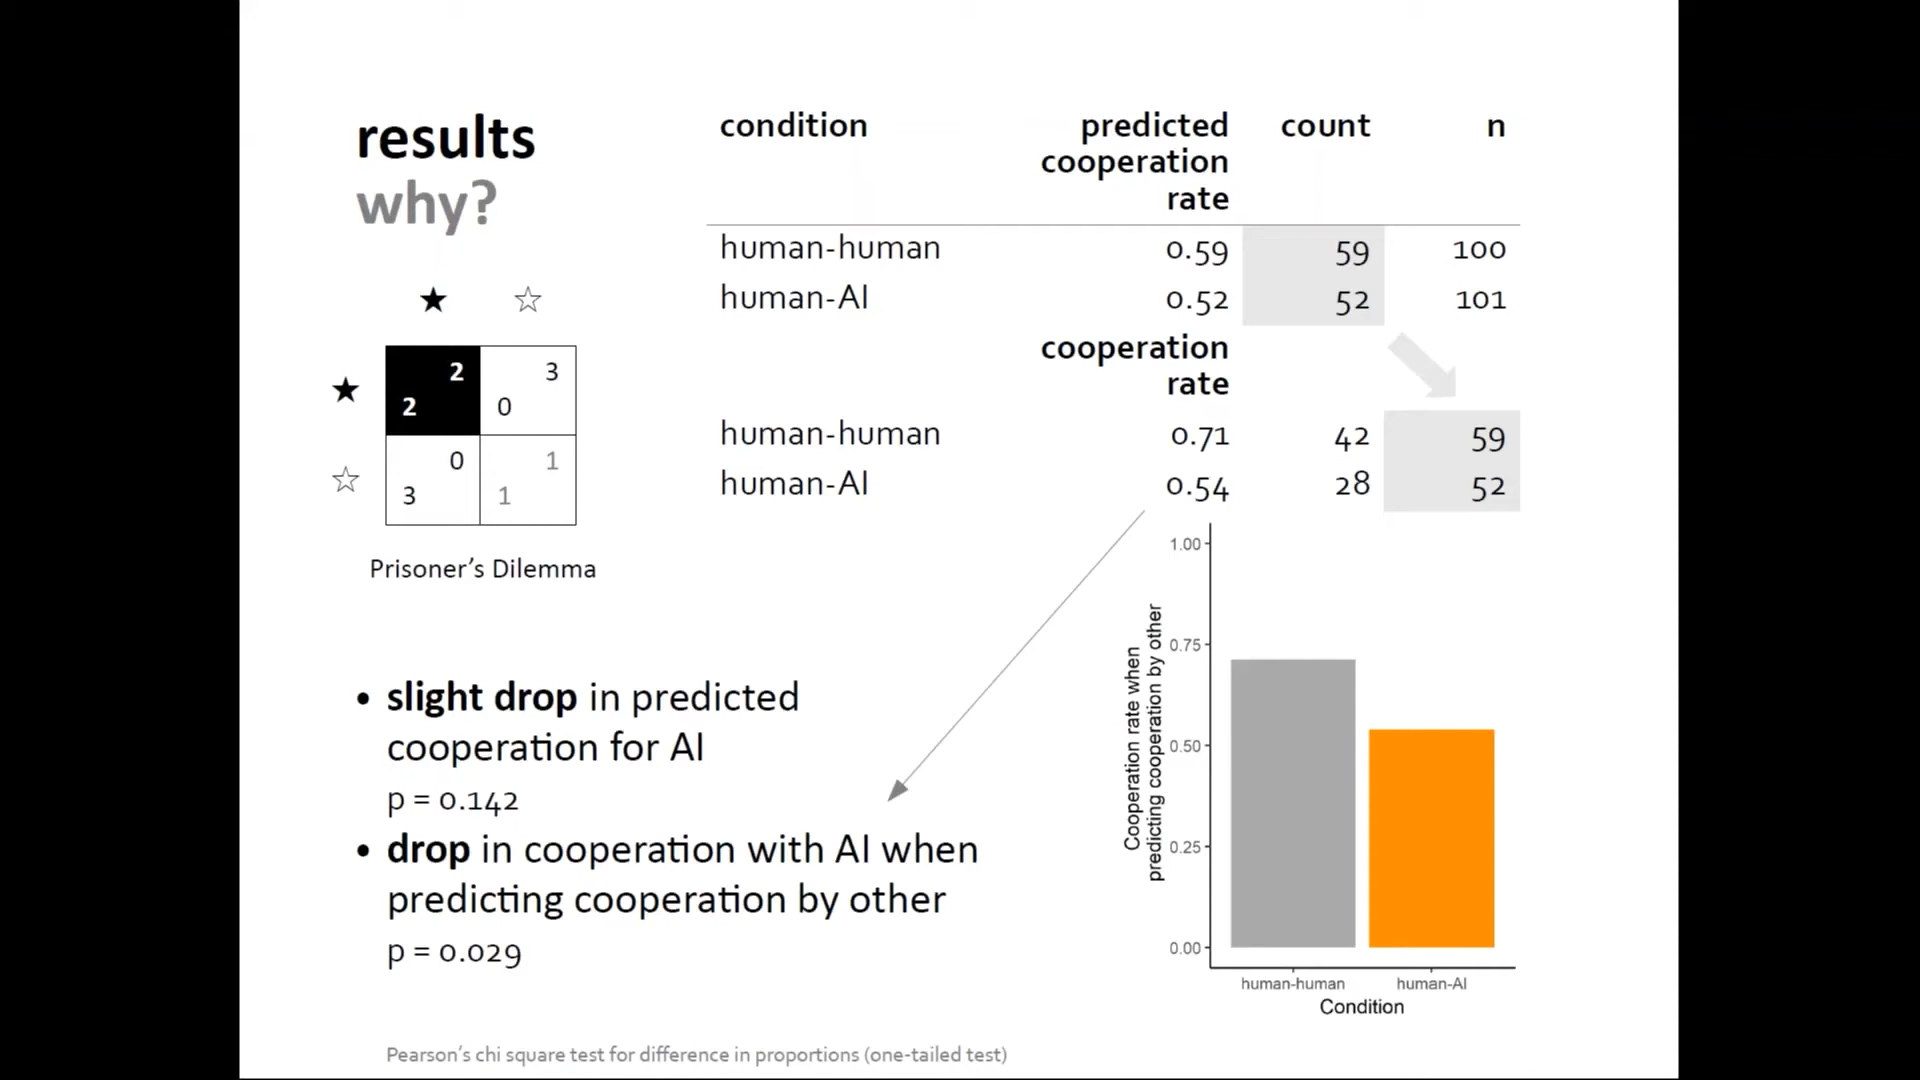 results
why?
★ ☆
★ 2 3
2 0
☆ 0 1
3 1
Prisoner’s Dilemma
condition predicted count n
cooperation
rate
human-human 0.59 59 100
human-AI 0.52 52 101
cooperation
rate
human-human 0.71 42 59
human-AI 0.54 28 52
• slight drop in predicted
cooperation for AI
p = 0.142
• drop in cooperation with AI when
predicting cooperation by other
p = 0.029
Cooperation rate when
predicting cooperation by other
1.00
0.75
0.50
0.25
0.00
human-human human-AI
Condition
Pearson’s chi square test for difference in proportions (one-tailed test)